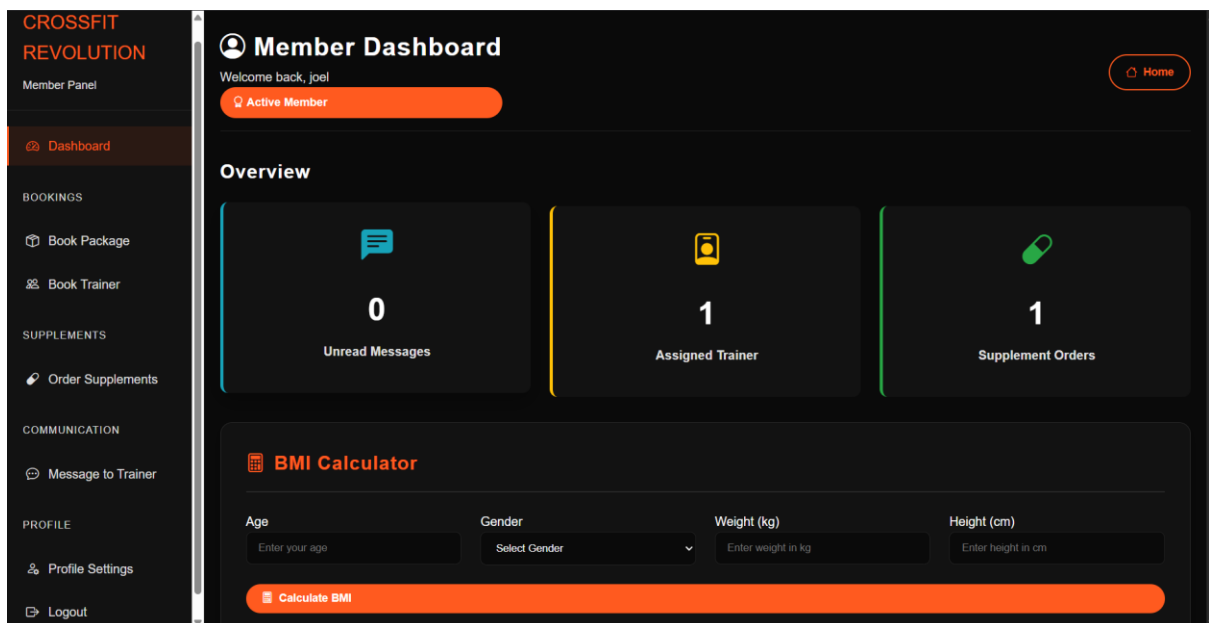 CROSSFIT
REVOLUTION
Member Panel
Dashboard
BOOKINGS
Book Package
Book Trainer
SUPPLEMENTS
Order Supplements
COMMUNICATION
Message to Trainer
PROFILE
Profile Settings
Logout
Member Dashboard
Welcome back, joel
Active Member
Home
Overview
0
Unread Messages
1
Assigned Trainer
1
Supplement Orders
BMI Calculator
Age
Enter your age
Gender
Select Gender
Weight (kg)
Enter weight in kg
Height (cm)
Enter height in cm
Calculate BMI